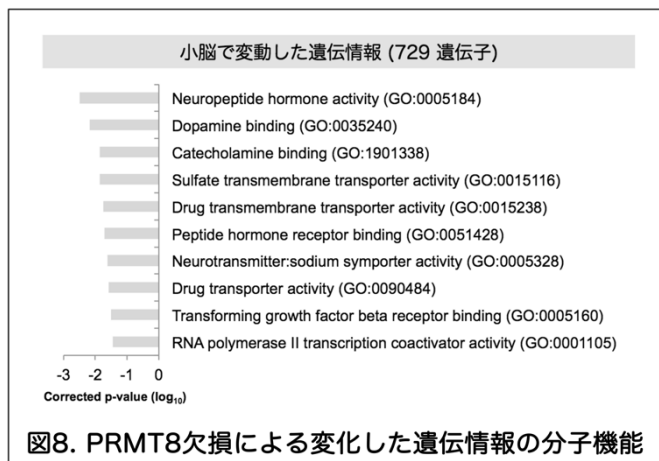 小脳で変動した遺伝情報 (729 遺伝子)
Neuropeptide hormone activity (GO:0005184)
Dopamine binding (GO:0035240)
Catecholamine binding (GO:1901338)
Sulfate transmembrane transporter activity (GO:0015116)
Drug transmembrane transporter activity (GO:0015238)
Peptide hormone receptor binding (GO:0051428)
Neurotransmitter:sodium symporter activity (GO:0005328)
Drug transporter activity (GO:0090484)
Transforming growth factor beta receptor binding (GO:0005160)
RNA polymerase II transcription coactivator activity (GO:0001105)
-3 -2 -1 0
Corrected p-value (log10)
図8. PRMT8欠損による変化した遺伝情報の分子機能